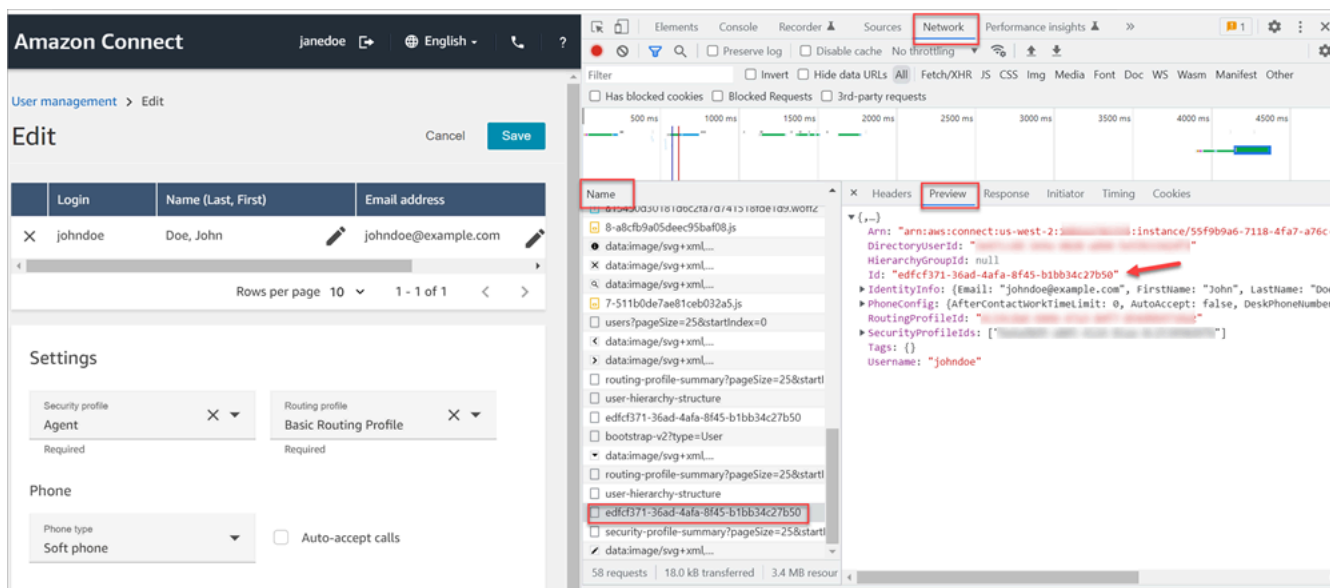 Amazon Connect
janedoe
English
?
User management > Edit
Edit
Cancel
Save
Login Name (Last, First) Email address
johndoe Doe, John johndoe@example.com
Rows per page 10 1 - 1 of 1
Settings
Security profile
Agent
Required
Routing profile
Basic Routing Profile
Required
Phone
Phone type
Soft phone
Auto-accept calls
Elements Console Recorder Sources Network Performance insights » 1
Preserve log Disable cache No throttling
Filter Invert Hide data URLs All Fetch/XHR JS CSS Img Media Font Doc WS Wasm Manifest Other
Has blocked cookies Blocked Requests 3rd-party requests
500 ms 1000 ms 1500 ms 2000 ms 2500 ms 3000 ms 3500 ms 4000 ms 4500 ms
Name
8-a8cfb9a05deec95baf08.js
data:image/svg+xml,...
data:image/svg+xml,...
data:image/svg+xml,...
7-511b0de7ae81ceb032a5.js
users?pageSize=25&startIndex=0
data:image/svg+xml,...
data:image/svg+xml,...
routing-profile-summary?pageSize=25&startI
user-hierarchy-structure
edfcf371-36ad-4afa-8f45-b1bb34c27b50
bootstrap-v2?type=User
data:image/svg+xml,...
routing-profile-summary?pageSize=25&startI
user-hierarchy-structure
edfcf371-36ad-4afa-8f45-b1bb34c27b50
security-profile-summary?pageSize=25&startI
data:image/svg+xml,...
58 requests 18.0 kB transferred 3.4 MB resour
Headers Preview Response Initiator Timing Cookies
{,…}
Arn: "arn:aws:connect:us-west-2: :instance/55f9b9a6-7118-4fa7-a76c-
DirectoryUserId: "
HierarchyGroupId: null
Id: "edfcf371-36ad-4afa-8f45-b1bb34c27b50"
IdentityInfo: {Email: "johndoe@example.com", FirstName: "John", LastName: "Doe
PhoneConfig: {AfterContactWorkTimeLimit: 0, AutoAccept: false, DeskPhoneNumber
RoutingProfileId: "
SecurityProfileIds: [" "]
Tags: {}
Username: "johndoe"